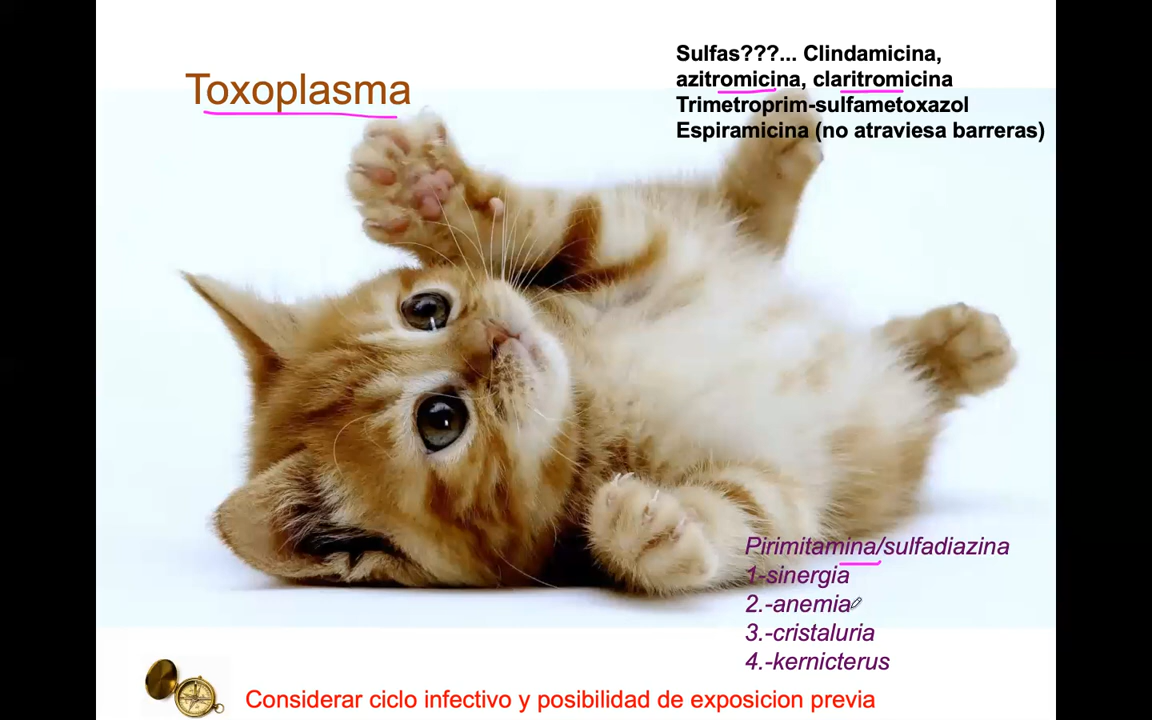 Toxoplasma
Sulfas???... Clindamicina,
azitromicina, claritromicina
Trimetroprim-sulfametoxazol
Espiramicina (no atraviesa barreras)
Pirimitamina/sulfadiazina
1-sinergia
2.-anemia
3.-cristaluria
4.-kernicterus
Considerar ciclo infectivo y posibilidad de exposicion previa